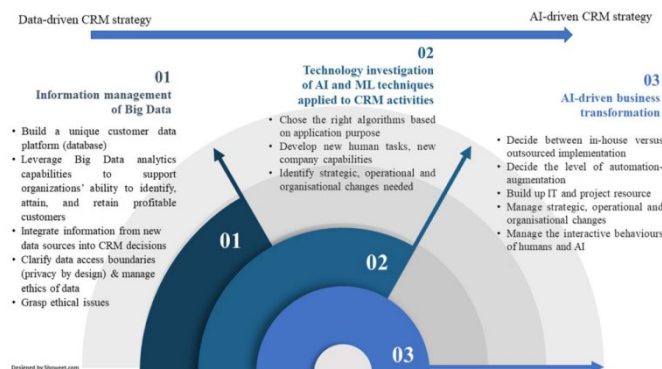 Data-driven CRM strategy
AI-driven CRM strategy
01
Information management
of Big Data
• Build a unique customer data
platform (database)
• Leverage Big Data analytics
capabilities to support
organizations' ability to identify,
attain, and retain profitable
customers
• Integrate information from new
data sources into CRM decisions
• Clarify data access boundaries
(privacy by design) & manage
ethics of data
• Grasp ethical issues
02
Technology investigation
of AI and ML techniques
applied to CRM activities
• Chose the right algorithms based
on application purpose
• Develop new human tasks, new
company capabilities
• Identify strategic, operational and
organisational changes needed
03
AI-driven business
transformation
• Decide between in-house versus
outsourced implementation
• Decide the level of automation-
augmentation
• Build up IT and project resource
• Manage strategic, operational and
organisational changes
• Manage the interactive behaviours
of humans and AI
01
02
03
Designed by Showeet.com